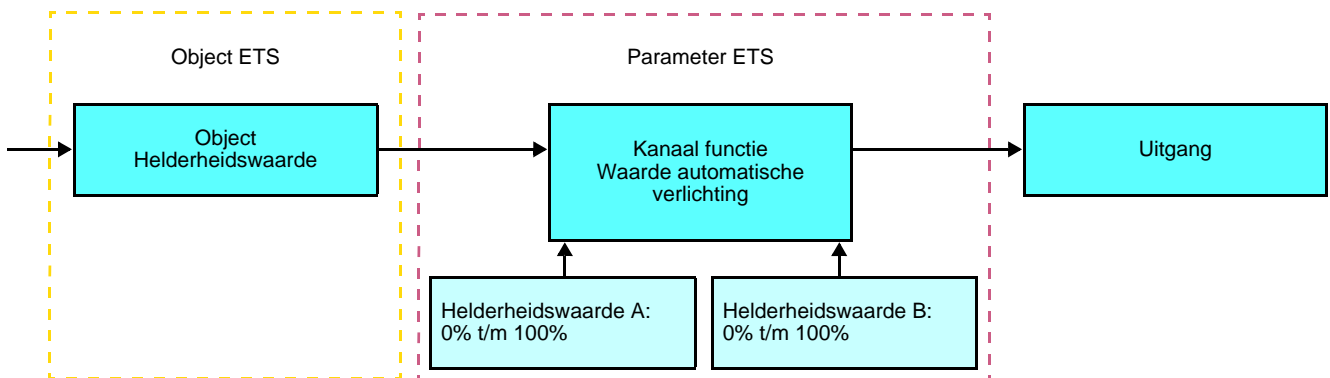 Object ETS
Parameter ETS
Object
Helderheidswaarde
Kanaal functie
Waarde automatische
verlichting
Uitgang
Helderheidswaarde A:
0% t/m 100%
Helderheidswaarde B:
0% t/m 100%